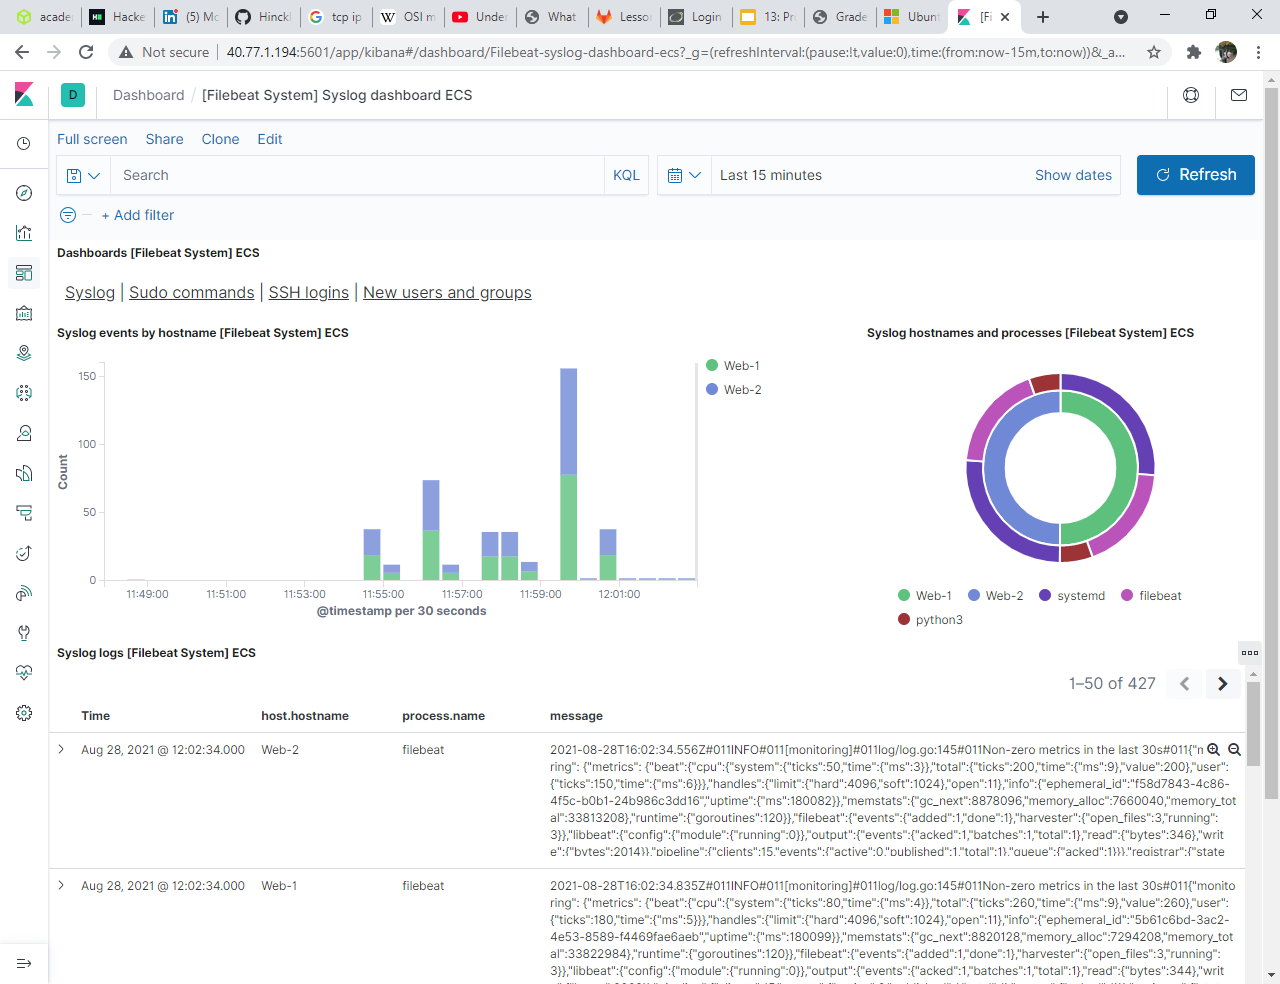 acade
Hacke
(5) Mc
Hinckl
tcp ip
OSI m
Under
What
Lesso
Login
13: Pr
Grade
Ubunt
[Fi
Not secure
40.77.1.194:5601/app/kibana#/dashboard/Filebeat-syslog-dashboard-ecs?_g=(refreshInterval:(pause:!t,value:0),time:(from:now-15m,to:now))&_a...
D
Dashboard / [Filebeat System] Syslog dashboard ECS
Full screen Share Clone Edit
Search KQL Last 15 minutes Show dates Refresh
+ Add filter
Dashboards [Filebeat System] ECS
Syslog | Sudo commands | SSH logins | New users and groups
Syslog events by hostname [Filebeat System] ECS
150
100
50
0
Count
11:49:00 11:51:00 11:53:00 11:55:00 11:57:00 11:59:00 12:01:00
@timestamp per 30 seconds
Web-1
Web-2
Syslog hostnames and processes [Filebeat System] ECS
Web-1 Web-2 systemd filebeat
python3
Syslog logs [Filebeat System] ECS
1–50 of 427
Time host.hostname process.name message
Aug 28, 2021 @ 12:02:34.000 Web-2 filebeat
2021-08-28T16:02:34.556Z#011INFO#011[monitoring]#011log/log.go:145#011Non-zero metrics in the last 30s#011{"
ring": {"metrics": {"beat":{"cpu":{"system":{"ticks":50,"time":{"ms":3}},"total":{"ticks":200,"time":{"ms":9},"value":200},"user":
{"ticks":150,"time":{"ms":6}}},"handles":{"limit":{"hard":4096,"soft":1024},"open":11},"info":{"ephemeral_id":"f58d7843-4c86-
4f5c-b0b1-24b986c3dd16","uptime":{"ms":180082}},"memstats":{"gc_next":8878096,"memory_alloc":7660040,"memory_tot
al":33813208},"runtime":{"goroutines":120}},"filebeat":{"events":{"added":1,"done":1},"harvester":{"open_files":3,"running":
3}},"libbeat":{"config":{"module":{"running":0}},"output":{"events":{"acked":1,"batches":1,"total":1},"read":{"bytes":346},"writ
e":{"bytes":2014}},"pipeline":{"clients":15,"events":{"active":0,"published":1,"total":1},"queue":{"acked":1}}},"registrar":{"state
Aug 28, 2021 @ 12:02:34.000 Web-1 filebeat
2021-08-28T16:02:34.835Z#011INFO#011[monitoring]#011log/log.go:145#011Non-zero metrics in the last 30s#011{"monito
ring": {"metrics": {"beat":{"cpu":{"system":{"ticks":80,"time":{"ms":4}},"total":{"ticks":260,"time":{"ms":9},"value":260},"user":
{"ticks":180,"time":{"ms":5}}},"handles":{"limit":{"hard":4096,"soft":1024},"open":11},"info":{"ephemeral_id":"5b61c6bd-3ac2-
4e53-8589-f4469fae6aeb","uptime":{"ms":180099}},"memstats":{"gc_next":8820128,"memory_alloc":7294208,"memory_tot
al":33822984},"runtime":{"goroutines":120}},"filebeat":{"events":{"added":1,"done":1},"harvester":{"open_files":3,"running":
3}},"libbeat":{"config":{"module":{"running":0}},"output":{"events":{"acked":1,"batches":1,"total":1},"read":{"bytes":344},"writ